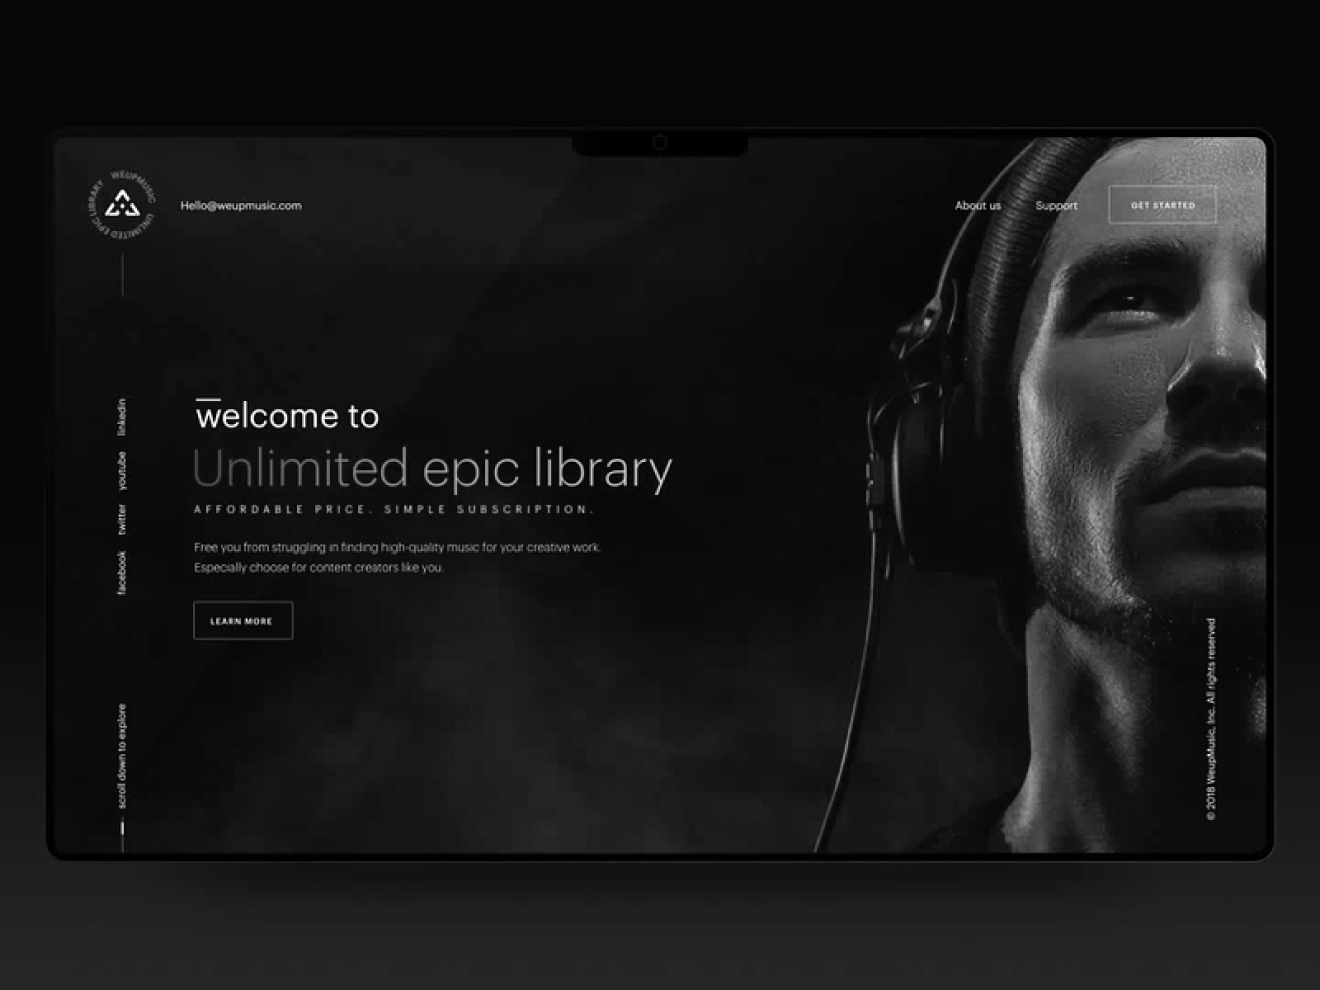 WEUPMUSIC UNLIMITED EPIC LIBRARY
Hello@weupmusic.com
About us
Support
GET STARTED
linkedin
youtube
twitter
facebook
welcome to
Unlimited epic library
AFFORDABLE PRICE. SIMPLE SUBSCRIPTION.
Free you from struggling in finding high-quality music for your creative work.
Especially choose for content creators like you.
LEARN MORE
scroll down to explore
© 2018 WeupMusic, Inc. All rights reserved